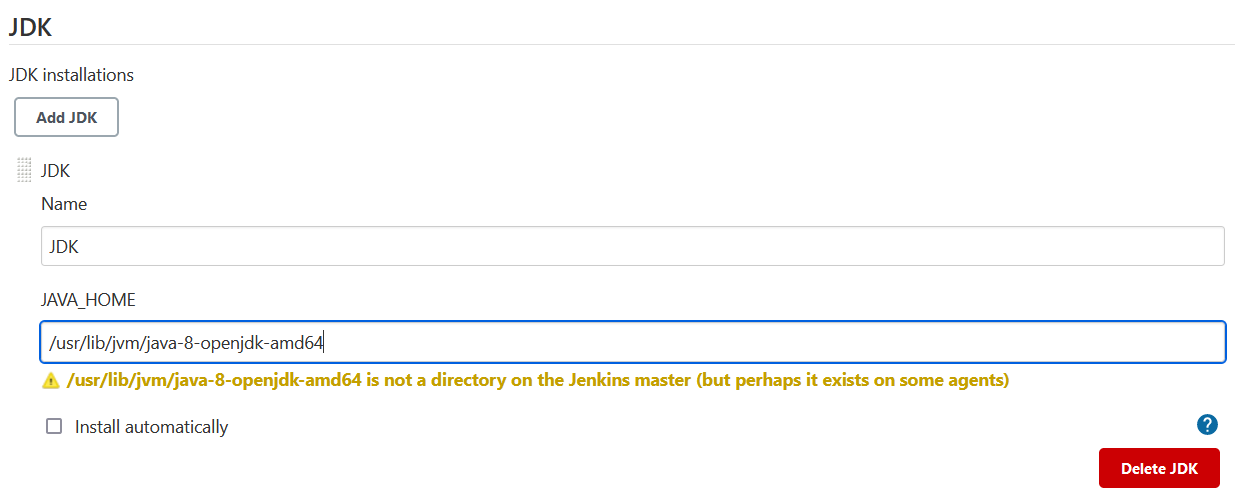 JDK
JDK installations
Add JDK
JDK
Name
JDK
JAVA_HOME
/usr/lib/jvm/java-8-openjdk-amd64
/usr/lib/jvm/java-8-openjdk-amd64 is not a directory on the Jenkins master (but perhaps it exists on some agents)
Install automatically
?
Delete JDK